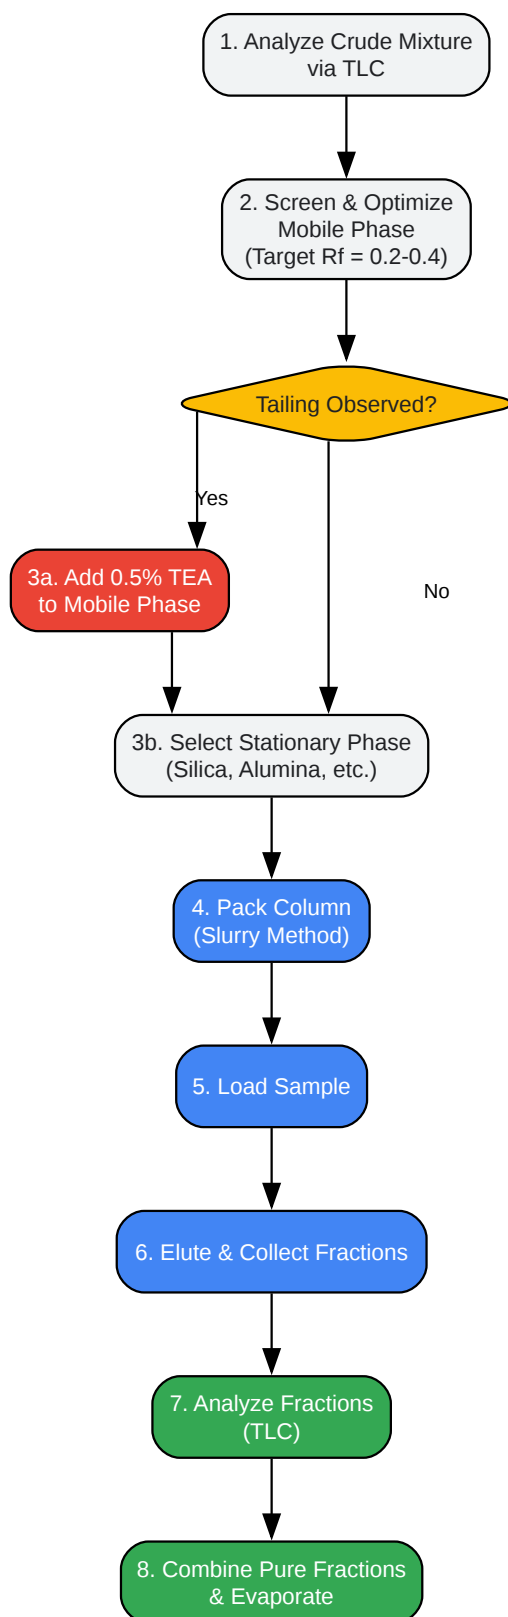 1. Analyze Crude Mixture
via TLC
2. Screen & Optimize
Mobile Phase
(Target Rf = 0.2-0.4)
Tailing Observed?
Yes
3a. Add 0.5% TEA
to Mobile Phase
No
3b. Select Stationary Phase
(Silica, Alumina, etc.)
4. Pack Column
(Slurry Method)
5. Load Sample
6. Elute & Collect Fractions
7. Analyze Fractions
(TLC)
8. Combine Pure Fractions
& Evaporate